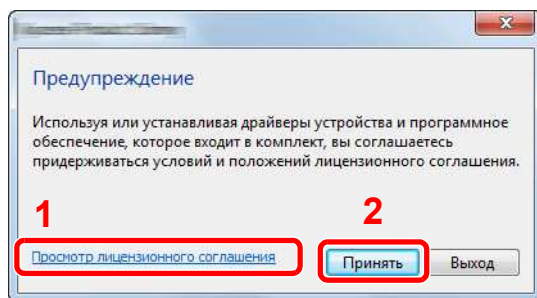 Предупреждение
Используя или устанавливая драйверы устройства и программное
обеспечение, которое входит в комплект, вы соглашаетесь
придерживаться условий и положений лицензионного соглашения.
1
2
Просмотр лицензионного соглашения
Принять
Выход